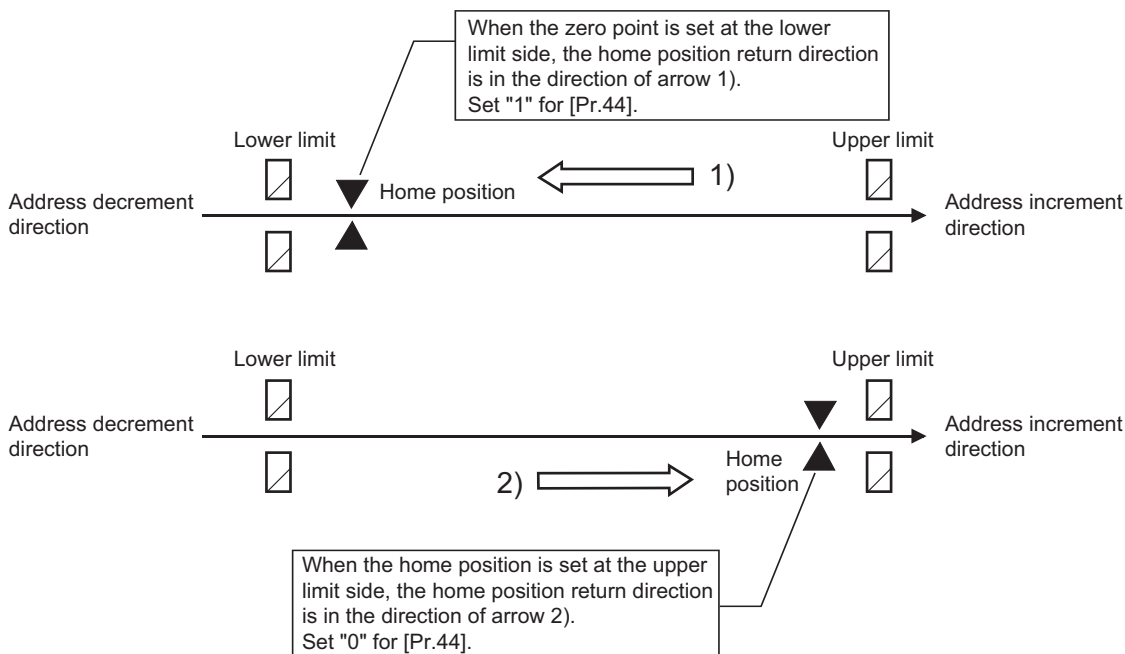 When the zero point is set at the lower
limit side, the home position return direction
is in the direction of arrow 1).
Set "1" for [Pr.44].
Lower limit
Upper limit
1)
Home position
Address decrement
direction
Address increment
direction
Lower limit
Upper limit
Address decrement
direction
Address increment
direction
2)
Home
position
When the home position is set at the upper
limit side, the home position return direction
is in the direction of arrow 2).
Set "0" for [Pr.44].